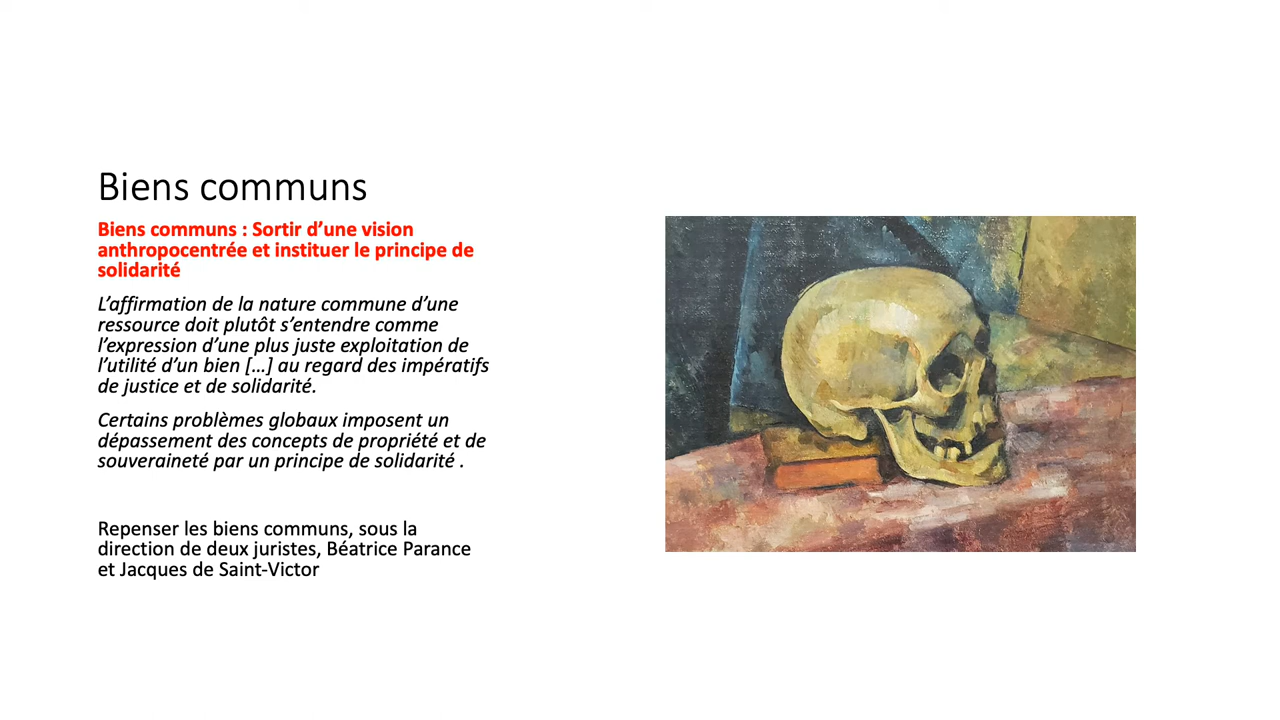 Biens communs
Biens communs : Sortir d’une vision
anthropocentrée et instituer le principe de
solidarité
L’affirmation de la nature commune d’une
ressource doit plutôt s’entendre comme
l’expression d’une plus juste exploitation de
l’utilité d’un bien […] au regard des impératifs
de justice et de solidarité.
Certains problèmes globaux imposent un
dépassement des concepts de propriété et de
souveraineté par un principe de solidarité .
Repenser les biens communs, sous la
direction de deux juristes, Béatrice Parance
et Jacques de Saint-Victor